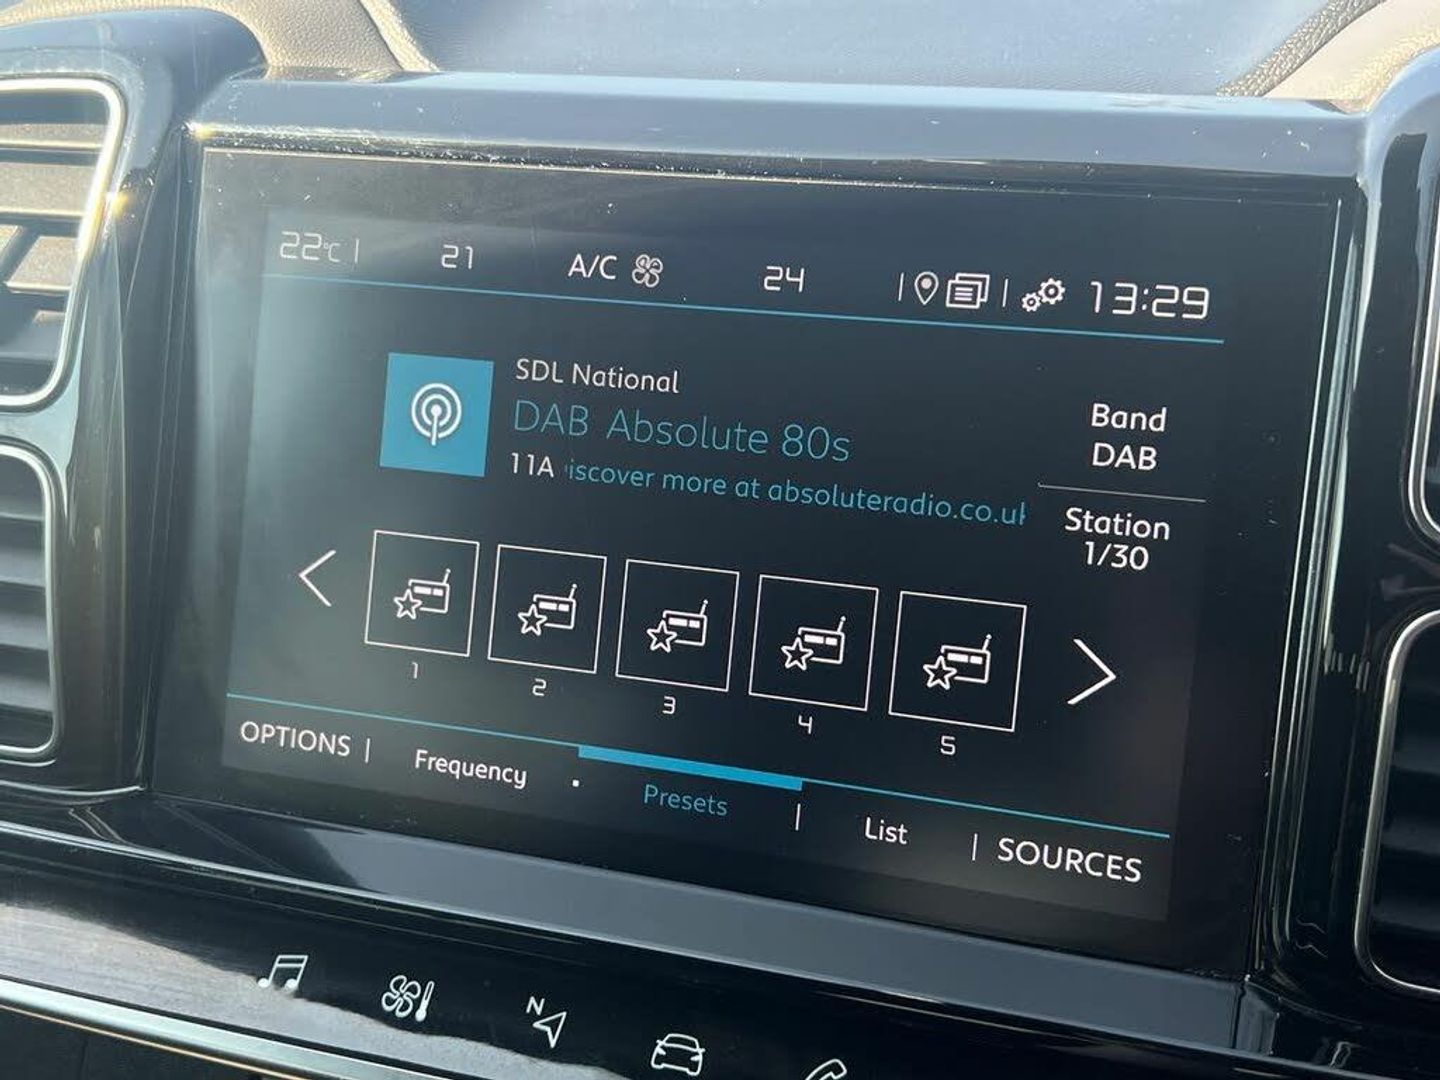 22°C 21 A/C 24 13:29
SDL National
DAB Absolute 80s
11A iscover more at absoluteradio.co.uk
Band
DAB
Station
1/30
1 2 3 4 5
OPTIONS Frequency Presets List SOURCES
N